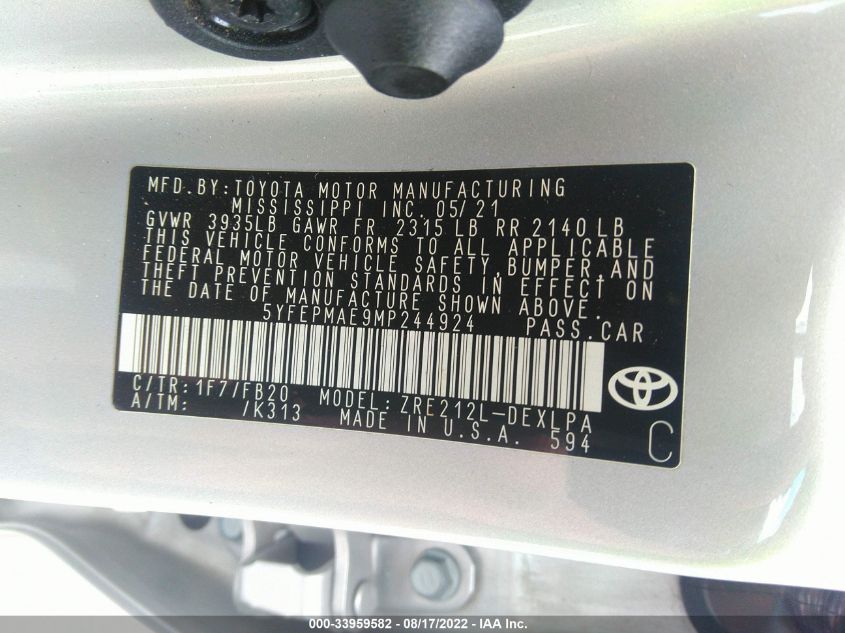 MFD.BY:TOYOTA MOTOR MANUFACTURING
MISSISSIPPI INC. 05/21
GVWR 3935LB GAWR FR 2315 LB RR 2140 LB
THIS VEHICLE CONFORMS TO ALL APPLICABLE
FEDERAL MOTOR VEHICLE SAFETY, BUMPER, AND
THEFT PREVENTION STANDARDS IN EFFECT ON
THE DATE OF MANUFACTURE SHOWN ABOVE.
5YFEPMAE9MP244924 PASS.CAR
C/TR: 1F7/FB20 MODEL: ZRE212L-DEXLPA
A/TM: /K313 MADE IN U.S.A. 594
C
000-33959582 - 08/17/2022 - IAA Inc.